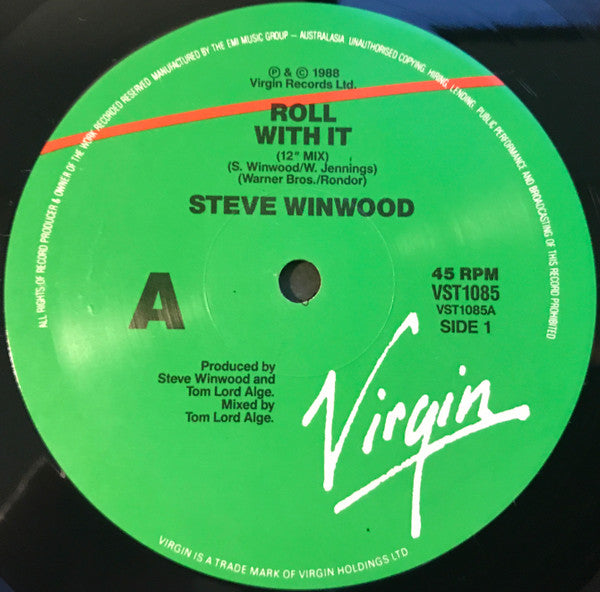 ALL RIGHTS OF RECORD PRODUCER & OWNER OF THE WORK RECORDED RESERVED. MANUFACTURED BY THE EMI MUSIC GROUP – AUSTRALASIA. UNAUTHORISED COPYING, HIRING, LENDING, PUBLIC PERFORMANCE AND BROADCASTING OF THIS RECORD PROHIBITED
Ⓟ & © 1988
Virgin Records Ltd.
ROLL
WITH IT
(12" MIX)
(S. Winwood/W. Jennings)
(Warner Bros./Rondor)
STEVE WINWOOD
A
45 RPM
VST1085
VST1085A
SIDE 1
Produced by
Steve Winwood and
Tom Lord Alge.
Mixed by
Tom Lord Alge.
Virgin
VIRGIN IS A TRADE MARK OF VIRGIN HOLDINGS LTD